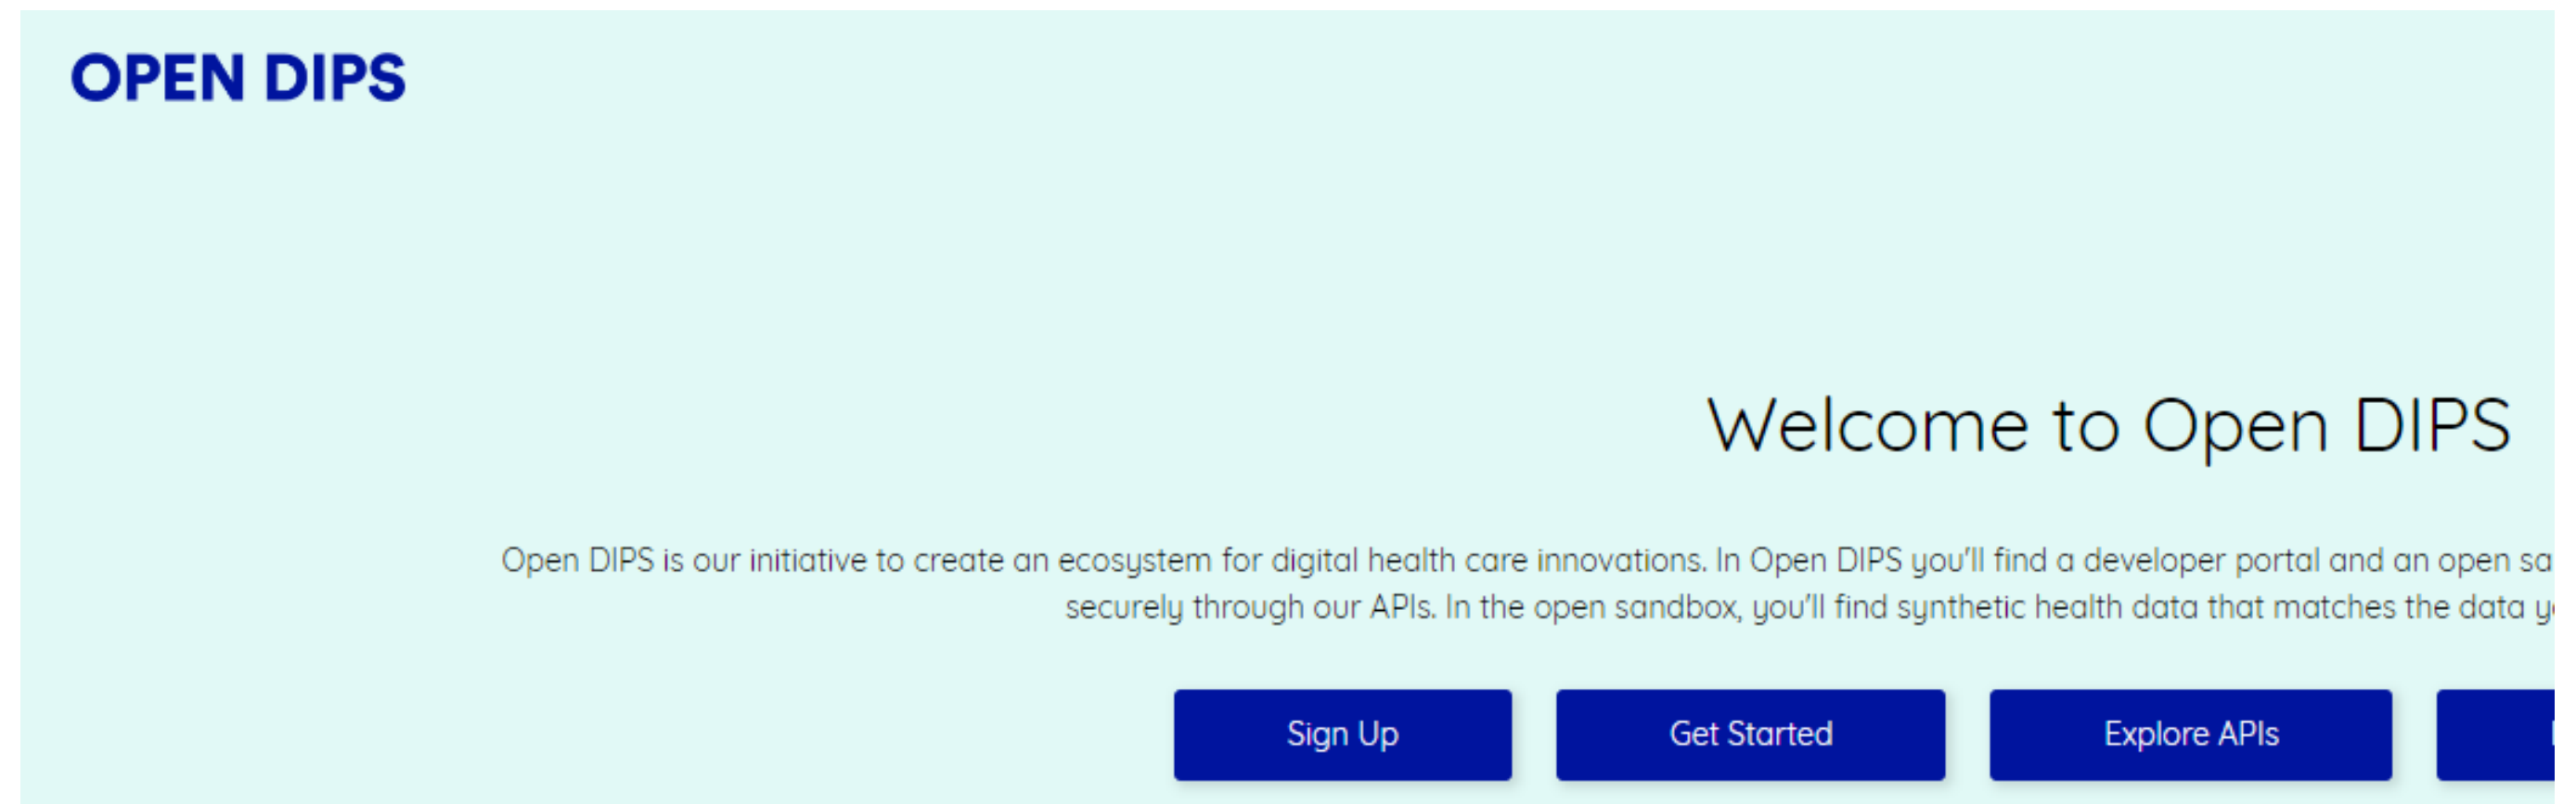 OPEN DIPS
Welcome to Open DIPS
Open DIPS is our initiative to create an ecosystem for digital health care innovations. In Open DIPS you'll find a developer portal and an open
securely through our APIs. In the open sandbox, you'll find synthetic health data that matches the data
Sign Up
Get Started
Explore APIs